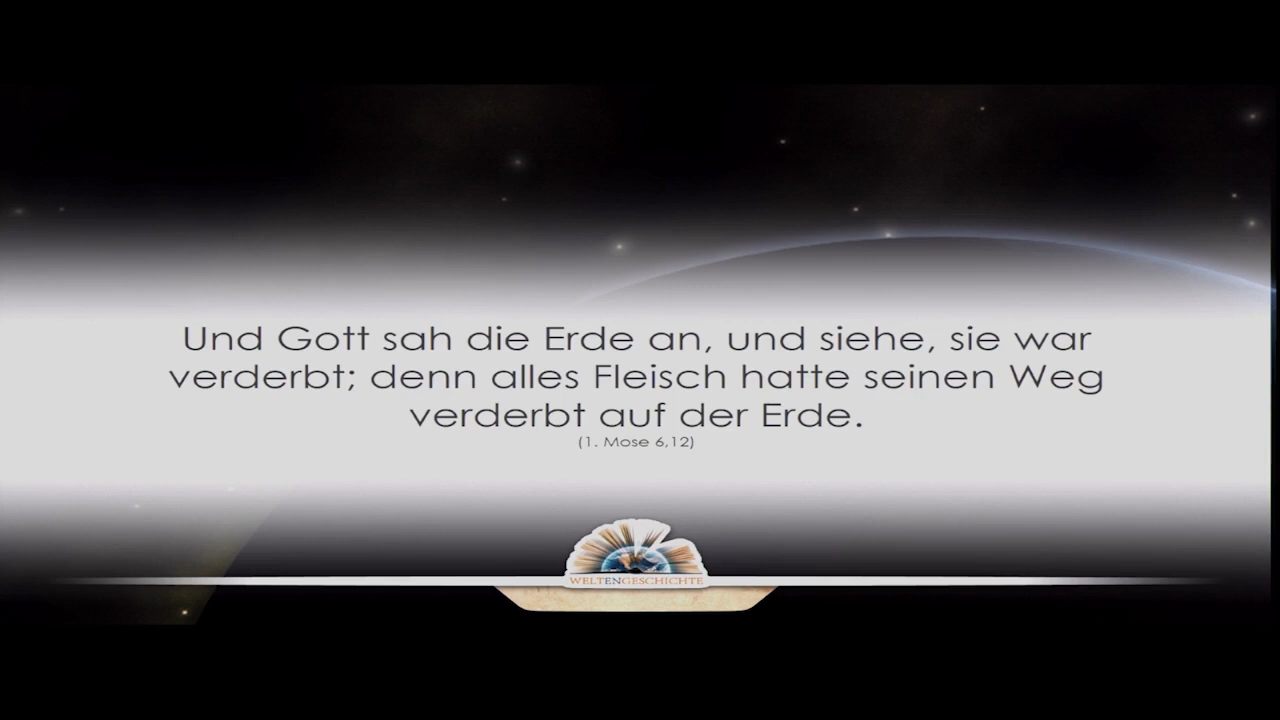 Und Gott sah die Erde an, und siehe, sie war
verderbt; denn alles Fleisch hatte seinen Weg
verderbt auf der Erde.
(1. Mose 6,12)
WELTENGESCHICHTE